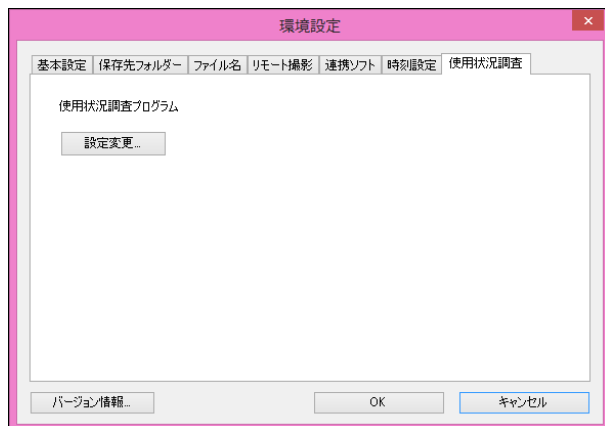 環境設定
基本設定 保存先フォルダー ファイル名 リモート撮影 連携ソフト 時刻設定 使用状況調査
使用状況調査プログラム
設定変更...
バージョン情報... OK キャンセル